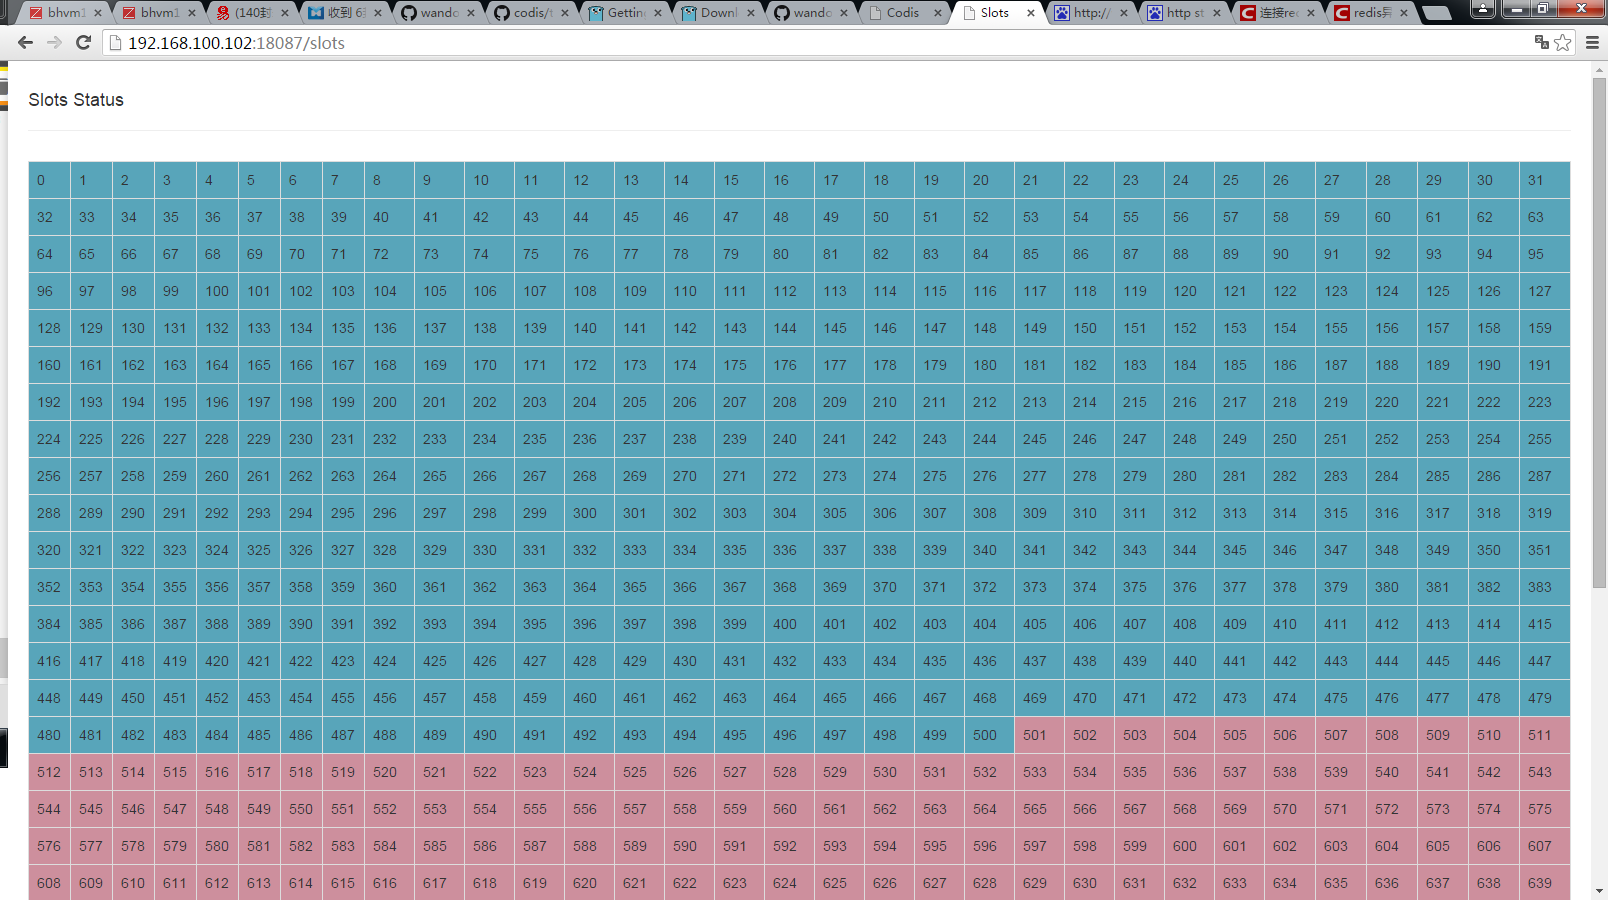 bhvm1 bhvm1 (140封 收到 6 wando codis/t Gettin Downl wando Codis Slots http:// http st 连接re redis异
192.168.100.102:18087/slots
Slots Status
0 1 2 3 4 5 6 7 8 9 10 11 12 13 14 15 16 17 18 19 20 21 22 23 24 25 26 27 28 29 30 31
32 33 34 35 36 37 38 39 40 41 42 43 44 45 46 47 48 49 50 51 52 53 54 55 56 57 58 59 60 61 62 63
64 65 66 67 68 69 70 71 72 73 74 75 76 77 78 79 80 81 82 83 84 85 86 87 88 89 90 91 92 93 94 95
96 97 98 99 100 101 102 103 104 105 106 107 108 109 110 111 112 113 114 115 116 117 118 119 120 121 122 123 124 125 126 127
128 129 130 131 132 133 134 135 136 137 138 139 140 141 142 143 144 145 146 147 148 149 150 151 152 153 154 155 156 157 158 159
160 161 162 163 164 165 166 167 168 169 170 171 172 173 174 175 176 177 178 179 180 181 182 183 184 185 186 187 188 189 190 191
192 193 194 195 196 197 198 199 200 201 202 203 204 205 206 207 208 209 210 211 212 213 214 215 216 217 218 219 220 221 222 223
224 225 226 227 228 229 230 231 232 233 234 235 236 237 238 239 240 241 242 243 244 245 246 247 248 249 250 251 252 253 254 255
256 257 258 259 260 261 262 263 264 265 266 267 268 269 270 271 272 273 274 275 276 277 278 279 280 281 282 283 284 285 286 287
288 289 290 291 292 293 294 295 296 297 298 299 300 301 302 303 304 305 306 307 308 309 310 311 312 313 314 315 316 317 318 319
320 321 322 323 324 325 326 327 328 329 330 331 332 333 334 335 336 337 338 339 340 341 342 343 344 345 346 347 348 349 350 351
352 353 354 355 356 357 358 359 360 361 362 363 364 365 366 367 368 369 370 371 372 373 374 375 376 377 378 379 380 381 382 383
384 385 386 387 388 389 390 391 392 393 394 395 396 397 398 399 400 401 402 403 404 405 406 407 408 409 410 411 412 413 414 415
416 417 418 419 420 421 422 423 424 425 426 427 428 429 430 431 432 433 434 435 436 437 438 439 440 441 442 443 444 445 446 447
448 449 450 451 452 453 454 455 456 457 458 459 460 461 462 463 464 465 466 467 468 469 470 471 472 473 474 475 476 477 478 479
480 481 482 483 484 485 486 487 488 489 490 491 492 493 494 495 496 497 498 499 500 501 502 503 504 505 506 507 508 509 510 511
512 513 514 515 516 517 518 519 520 521 522 523 524 525 526 527 528 529 530 531 532 533 534 535 536 537 538 539 540 541 542 543
544 545 546 547 548 549 550 551 552 553 554 555 556 557 558 559 560 561 562 563 564 565 566 567 568 569 570 571 572 573 574 575
576 577 578 579 580 581 582 583 584 585 586 587 588 589 590 591 592 593 594 595 596 597 598 599 600 601 602 603 604 605 606 607
608 609 610 611 612 613 614 615 616 617 618 619 620 621 622 623 624 625 626 627 628 629 630 631 632 633 634 635 636 637 638 639